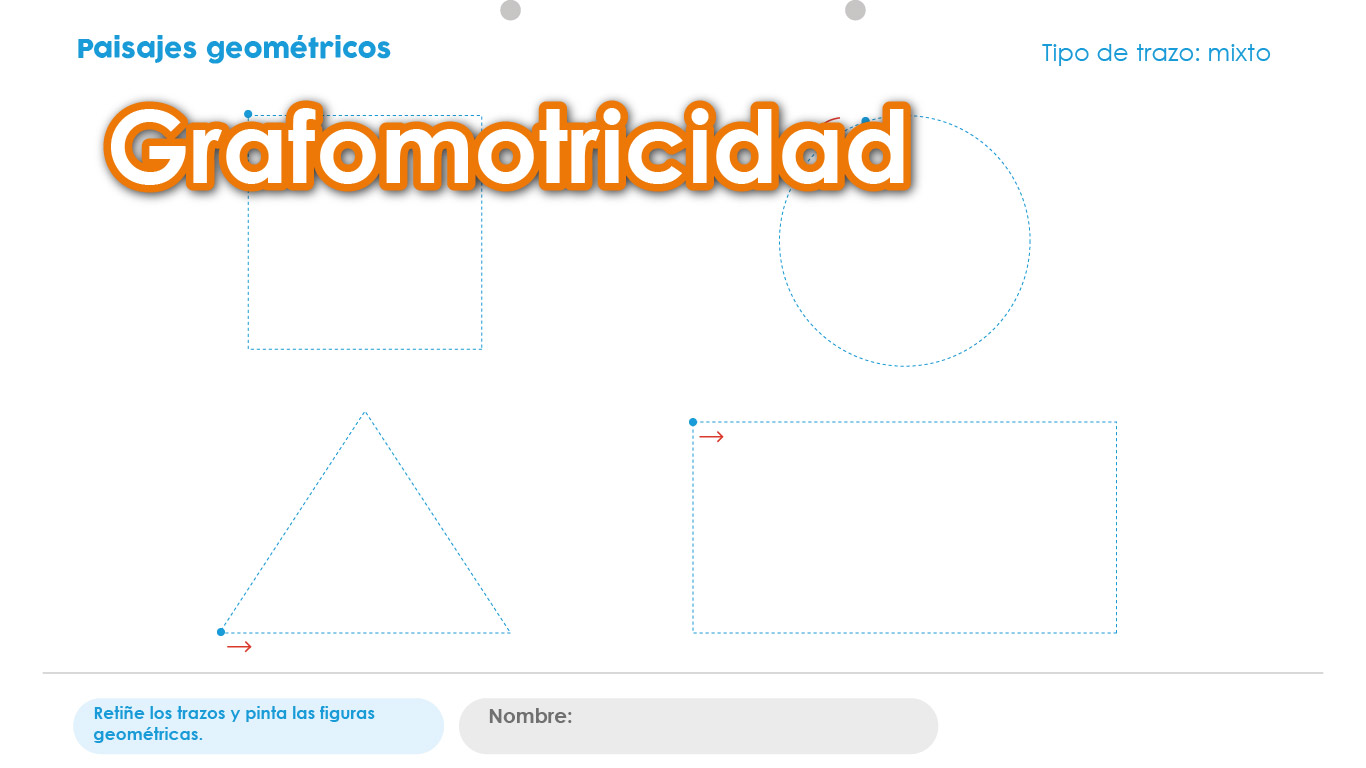 Paisajes geométricos
Tipo de trazo: mixto
Grafomotricidad
Retiñe los trazos y pinta las figuras
geométricas.
Nombre: